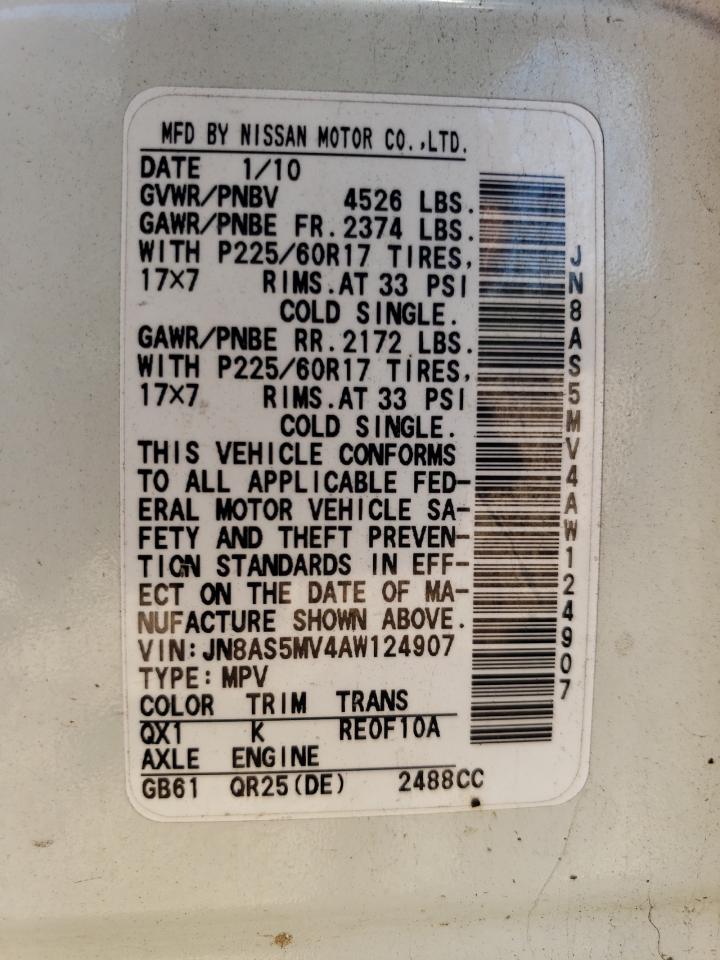 MFD BY NISSAN MOTOR CO.,LTD.
DATE 1/10
GVWR/PNBV 4526 LBS.
GAWR/PNBE FR.2374 LBS.
WITH P225/60R17 TIRES,
17X7 RIMS.AT 33 PSI
COLD SINGLE.
GAWR/PNBE RR.2172 LBS.
WITH P225/60R17 TIRES,
17X7 RIMS.AT 33 PSI
COLD SINGLE.
THIS VEHICLE CONFORMS
TO ALL APPLICABLE FED-
ERAL MOTOR VEHICLE SA-
FETY AND THEFT PREVEN-
TION STANDARDS IN EFF-
ECT ON THE DATE OF MA-
NUFACTURE SHOWN ABOVE.
VIN:JN8AS5MV4AW124907
TYPE:MPV
COLOR TRIM TRANS
QX1 K RE0F10A
AXLE ENGINE
GB61 QR25(DE) 2488CC
JN8AS5MV4AW124907